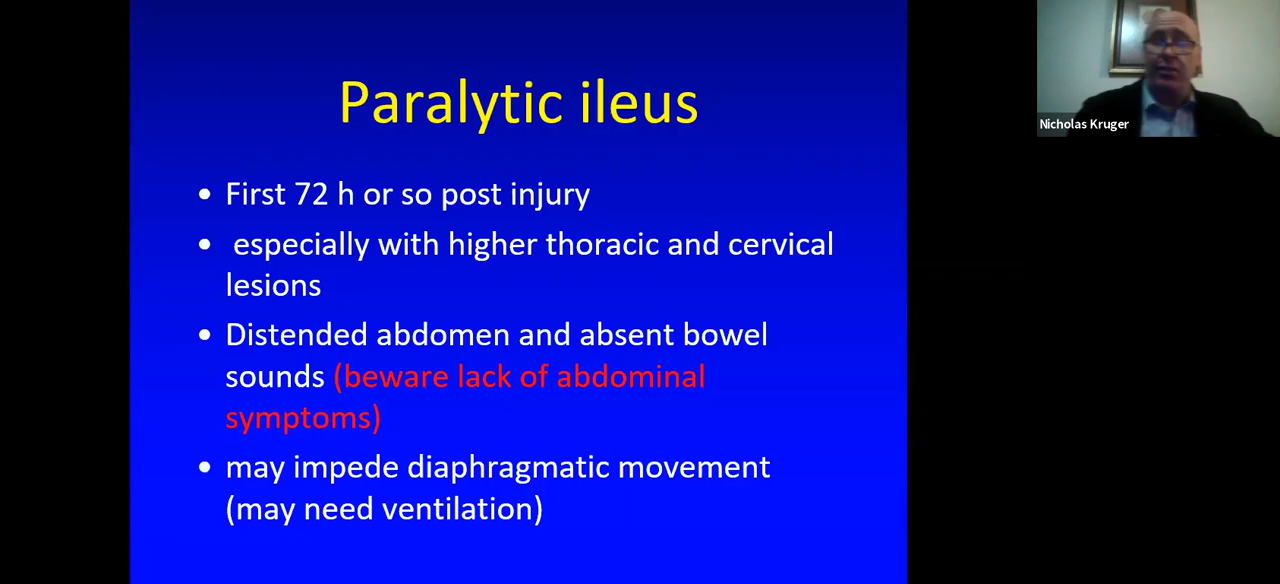 Paralytic ileus
• First 72 h or so post injury
• especially with higher thoracic and cervical
lesions
• Distended abdomen and absent bowel
sounds (beware lack of abdominal
symptoms)
• may impede diaphragmatic movement
(may need ventilation)
Nicholas Kruger